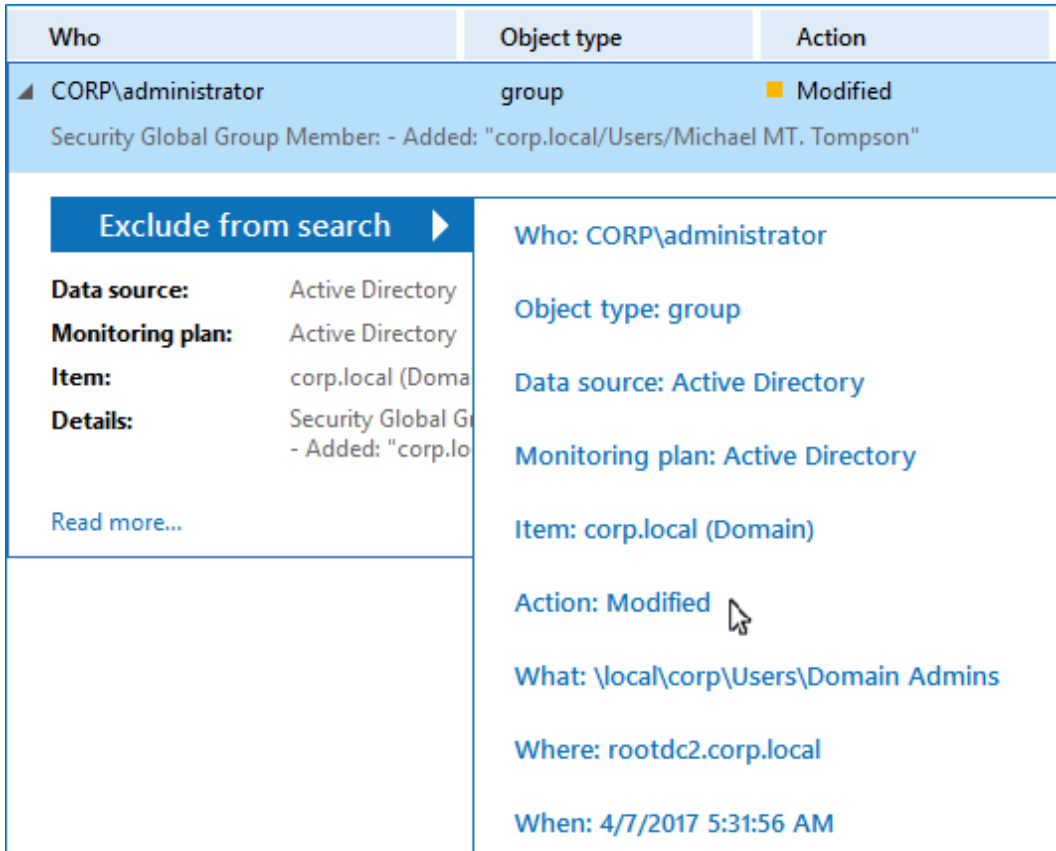 Who Object type Action
CORP\administrator group Modified
Security Global Group Member: - Added: "corp.local/Users/Michael MT. Tompson"
Exclude from search
Data source: Active Directory
Monitoring plan: Active Directory
Item: corp.local (Doma
Details: Security Global Gr
- Added: "corp.lo
Read more...
Who: CORP\administrator
Object type: group
Data source: Active Directory
Monitoring plan: Active Directory
Item: corp.local (Domain)
Action: Modified
What: \local\corp\Users\Domain Admins
Where: rootdc2.corp.local
When: 4/7/2017 5:31:56 AM